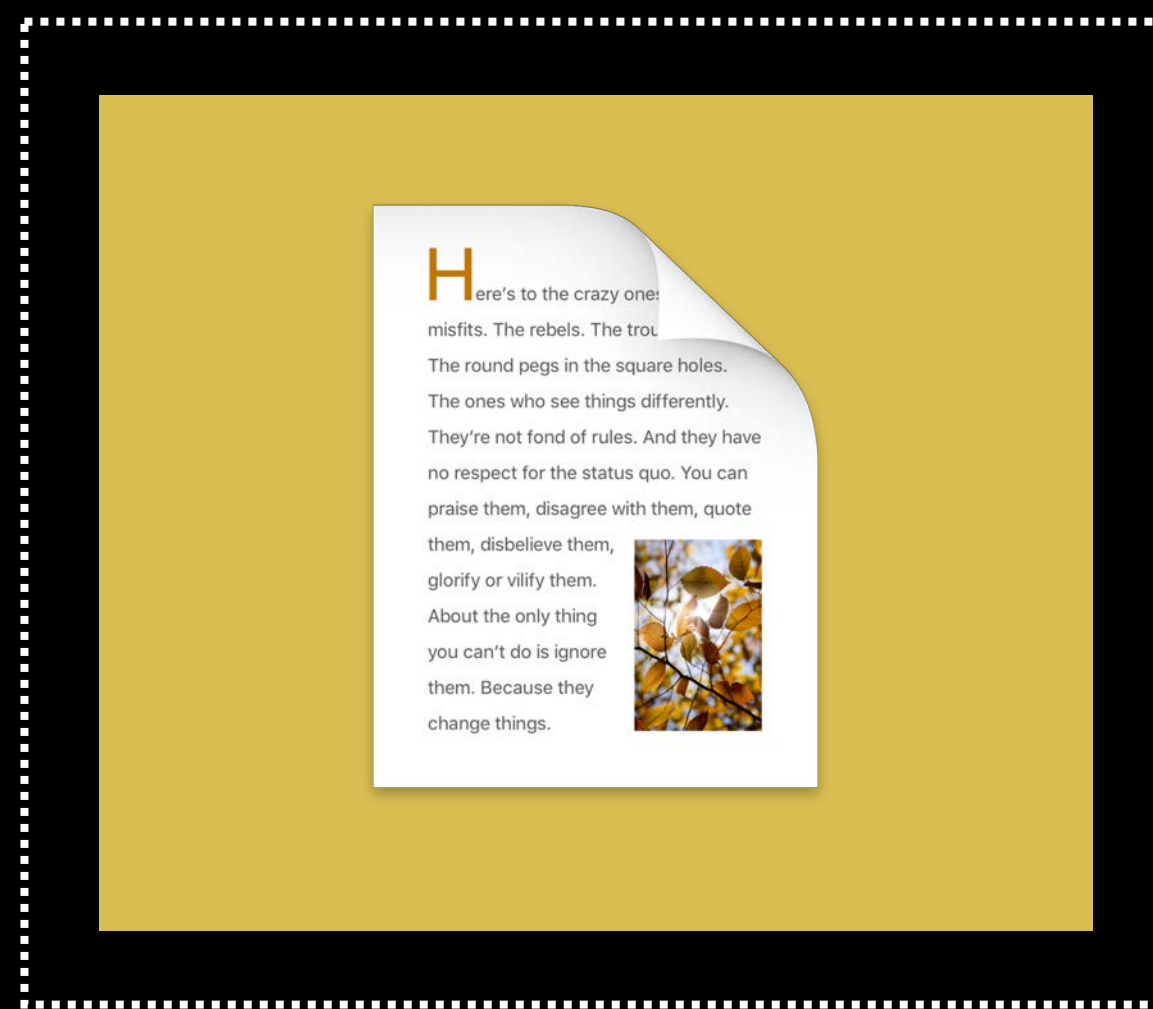 Here’s to the crazy ones
misfits. The rebels. The
The round pegs in the square holes.
The ones who see things differently.
They’re not fond of rules. And they have
no respect for the status quo. You can
praise them, disagree with them, quote
them, disbelieve them,
glorify or vilify them.
About the only thing
you can’t do is ignore
them. Because they
change things.